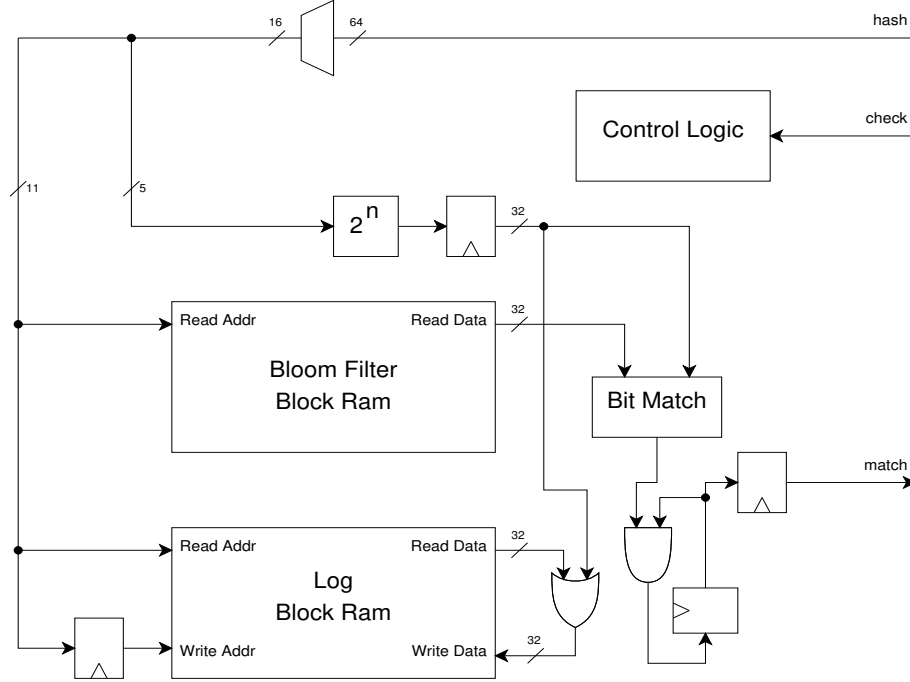 16
64
hash
Control Logic
check
11
5
2^n
32
Read Addr
Read Data
32
Bloom Filter
Block Ram
Bit Match
match
Read Addr
Read Data
32
Log
Block Ram
Write Addr
Write Data
32